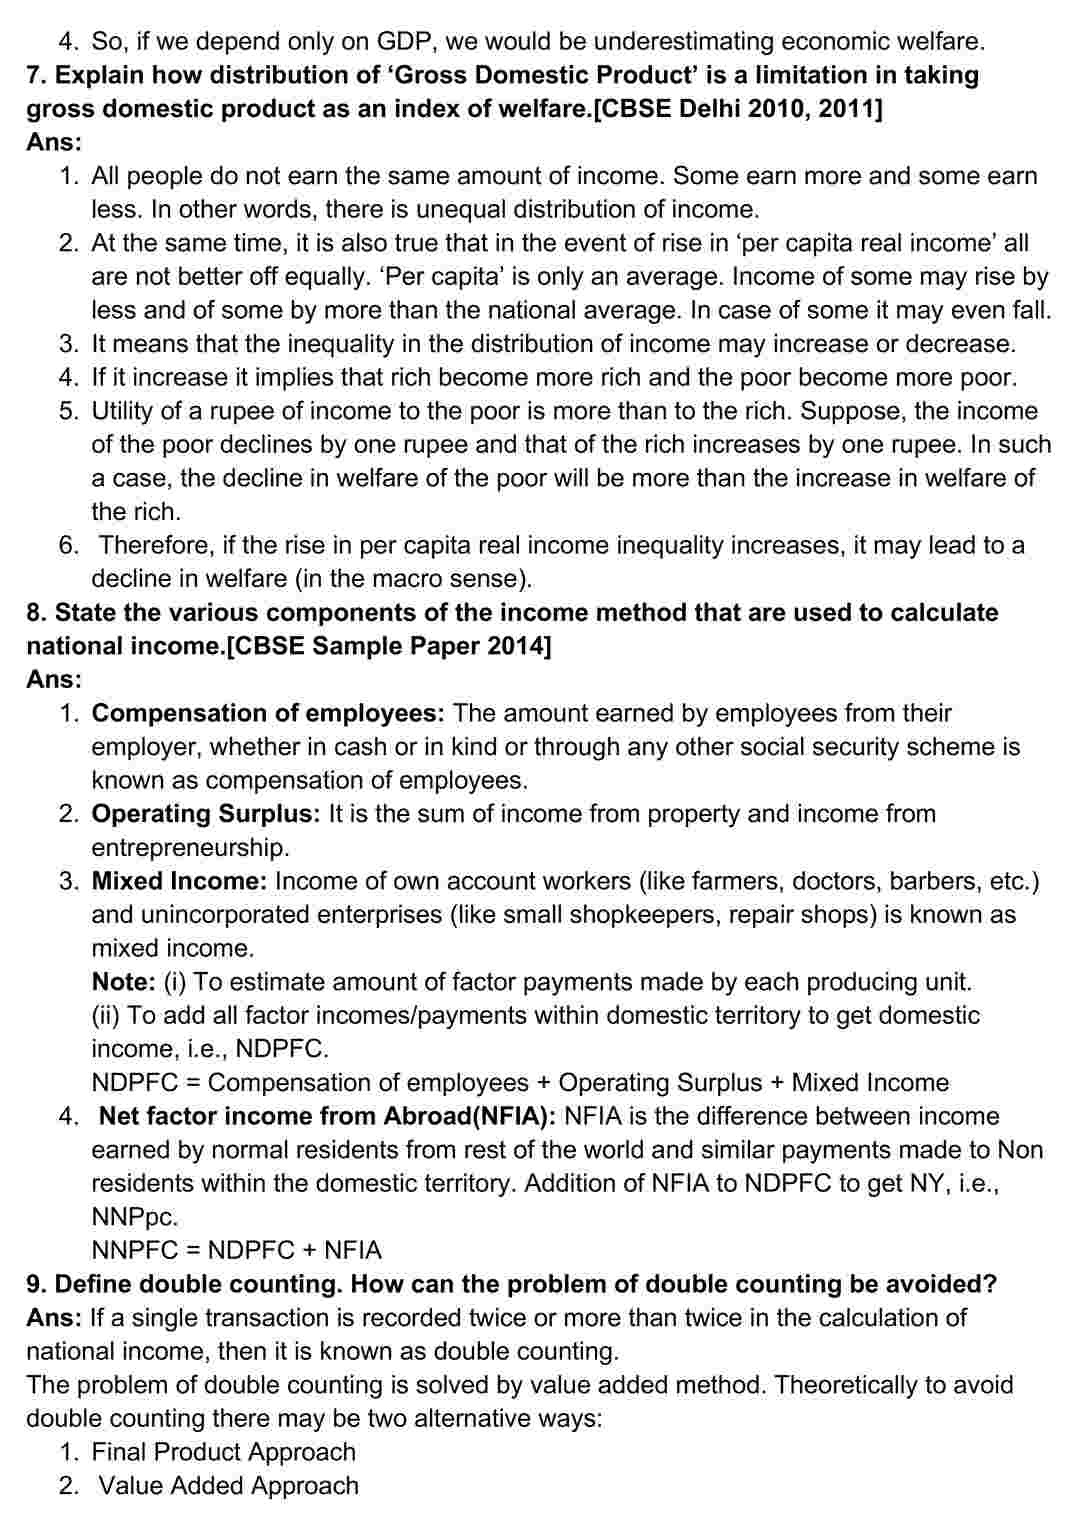 4. So, if we depend only on GDP, we would be underestimating economic welfare.
7. Explain how distribution of ‘Gross Domestic Product’ is a limitation in taking
gross domestic product as an index of welfare.[CBSE Delhi 2010, 2011]
Ans:
1. All people do not earn the same amount of income. Some earn more and some earn
less. In other words, there is unequal distribution of income.
2. At the same time, it is also true that in the event of rise in ‘per capita real income’ all
are not better off equally. ‘Per capita’ is only an average. Income of some may rise by
less and of some by more than the national average. In case of some it may even fall.
3. It means that the inequality in the distribution of income may increase or decrease.
4. If it increase it implies that rich become more rich and the poor become more poor.
5. Utility of a rupee of income to the poor is more than to the rich. Suppose, the income
of the poor declines by one rupee and that of the rich increases by one rupee. In such
a case, the decline in welfare of the poor will be more than the increase in welfare of
the rich.
6. Therefore, if the rise in per capita real income inequality increases, it may lead to a
decline in welfare (in the macro sense).
8. State the various components of the income method that are used to calculate
national income.[CBSE Sample Paper 2014]
Ans:
1. Compensation of employees: The amount earned by employees from their
employer, whether in cash or in kind or through any other social security scheme is
known as compensation of employees.
2. Operating Surplus: It is the sum of income from property and income from
entrepreneurship.
3. Mixed Income: Income of own account workers (like farmers, doctors, barbers, etc.)
and unincorporated enterprises (like small shopkeepers, repair shops) is known as
mixed income.
Note: (i) To estimate amount of factor payments made by each producing unit.
(ii) To add all factor incomes/payments within domestic territory to get domestic
income, i.e., NDPFC.
NDPFC = Compensation of employees + Operating Surplus + Mixed Income
4. Net factor income from Abroad(NFIA): NFIA is the difference between income
earned by normal residents from rest of the world and similar payments made to Non
residents within the domestic territory. Addition of NFIA to NDPFC to get NY, i.e.,
NNPpc.
NNPFC = NDPFC + NFIA
9. Define double counting. How can the problem of double counting be avoided?
Ans: If a single transaction is recorded twice or more than twice in the calculation of
national income, then it is known as double counting.
The problem of double counting is solved by value added method. Theoretically to avoid
double counting there may be two alternative ways:
1. Final Product Approach
2. Value Added Approach